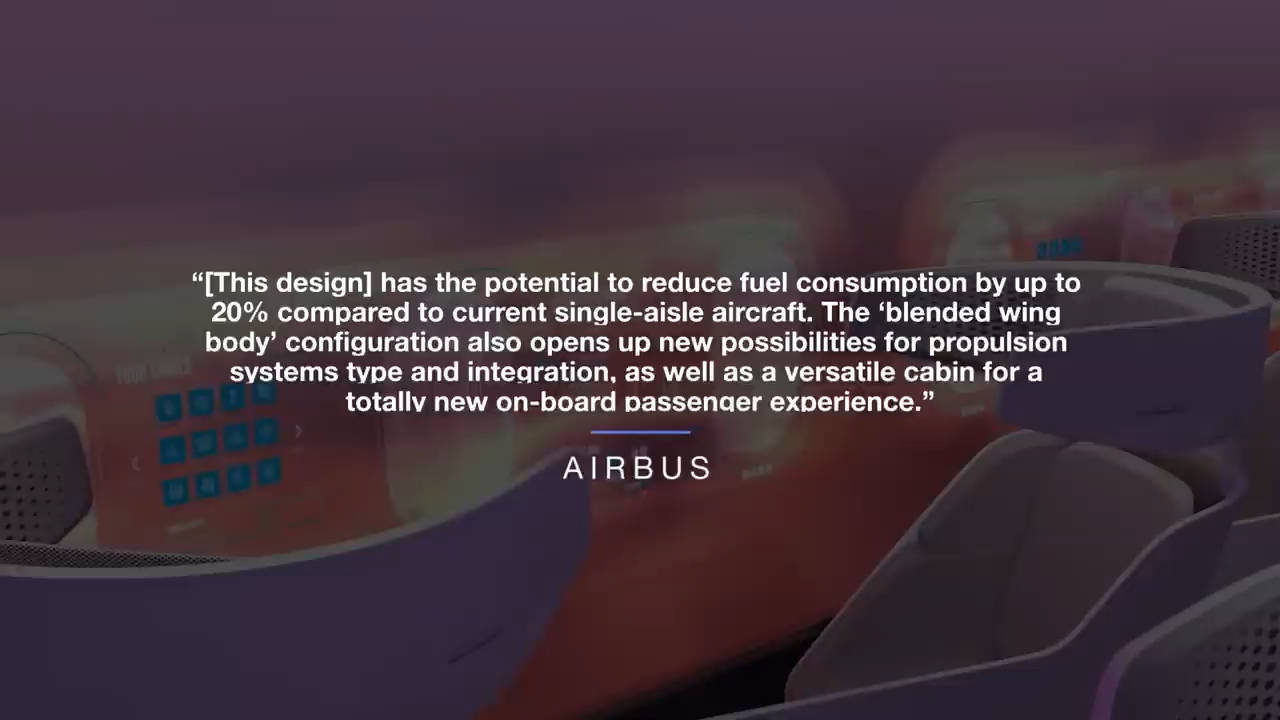 “[This design] has the potential to reduce fuel consumption by up to
20% compared to current single-aisle aircraft. The ‘blended wing
body’ configuration also opens up new possibilities for propulsion
systems type and integration, as well as a versatile cabin for a
totally new on-board passenger experience.”
AIRBUS